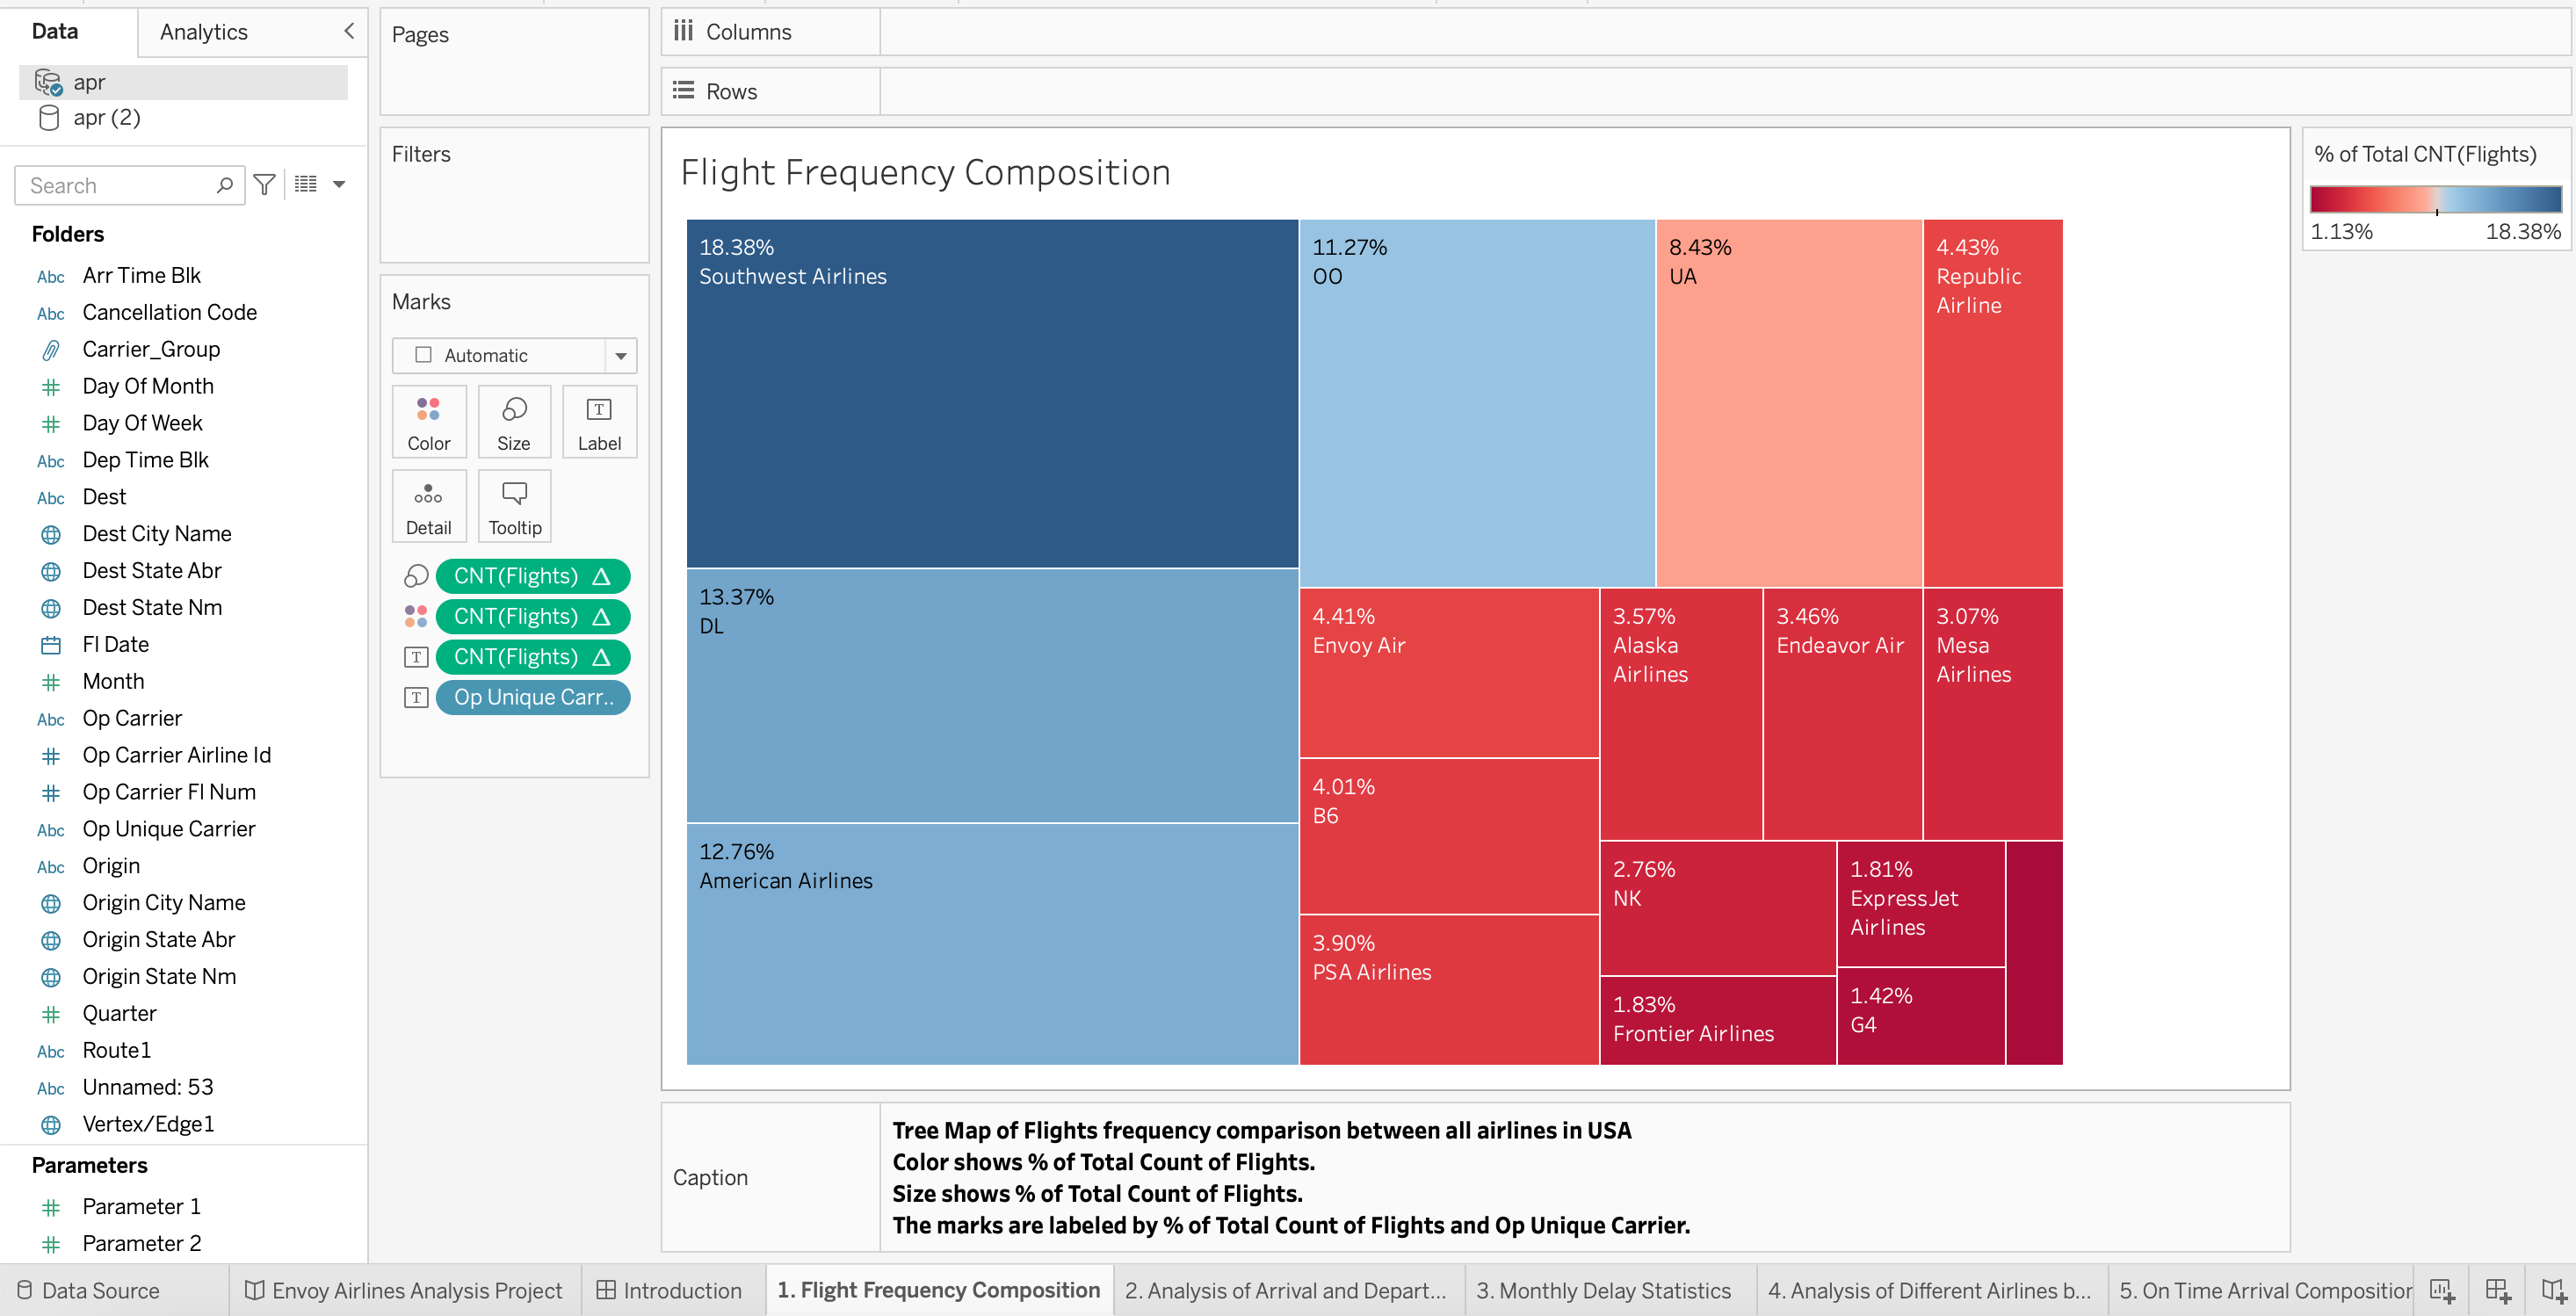 Data
Analytics
apr
apr (2)
Search
Folders
Abc Arr Time Blk
Abc Cancellation Code
Carrier_Group
# Day Of Month
# Day Of Week
Abc Dep Time Blk
Abc Dest
Dest City Name
Dest State Abr
Dest State Nm
Fl Date
# Month
Abc Op Carrier
# Op Carrier Airline Id
# Op Carrier Fl Num
Abc Op Unique Carrier
Abc Origin
Origin City Name
Origin State Abr
Origin State Nm
# Quarter
Abc Route1
Abc Unnamed: 53
Vertex/Edge1
Parameters
# Parameter 1
# Parameter 2
Pages
Filters
Marks
Automatic
Color
Size
T
Label
Detail
Tooltip
CNT(Flights) Δ
CNT(Flights) Δ
T CNT(Flights) Δ
T Op Unique Carr..
Columns
Rows
Flight Frequency Composition
18.38%
Southwest Airlines
13.37%
DL
12.76%
American Airlines
11.27%
OO
8.43%
UA
4.43%
Republic
Airline
4.41%
Envoy Air
4.01%
B6
3.90%
PSA Airlines
3.57%
Alaska
Airlines
3.46%
Endeavor Air
3.07%
Mesa
Airlines
2.76%
NK
1.83%
Frontier Airlines
1.81%
ExpressJet
Airlines
1.42%
G4
% of Total CNT(Flights)
1.13%
18.38%
Caption
Tree Map of Flights frequency comparison between all airlines in USA
Color shows % of Total Count of Flights.
Size shows % of Total Count of Flights.
The marks are labeled by % of Total Count of Flights and Op Unique Carrier.
Data Source
Envoy Airlines Analysis Project
Introduction
1. Flight Frequency Composition
2. Analysis of Arrival and Depart...
3. Monthly Delay Statistics
4. Analysis of Different Airlines b...
5. On Time Arrival Composition